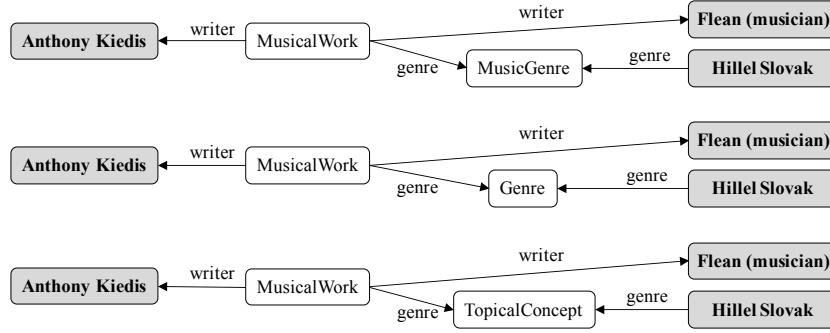 writer
Flean (musician)
Anthony Kiedis
writer
MusicalWork
genre
MusicGenre
genre
Hillel Slovak
writer
Flean (musician)
Anthony Kiedis
writer
MusicalWork
genre
Genre
genre
Hillel Slovak
writer
Flean (musician)
Anthony Kiedis
writer
MusicalWork
genre
TopicalConcept
genre
Hillel Slovak